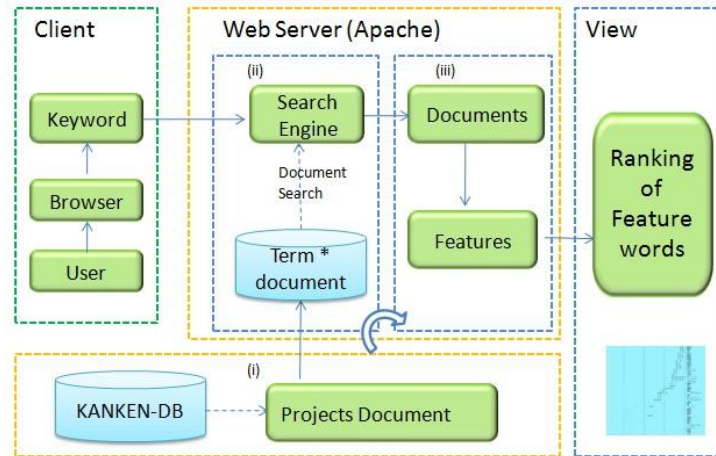 Client
Web Server (Apache)
View
(ii)
(iii)
Keyword
Search
Engine
Documents
Ranking
of
Feature
words
Document
Search
Browser
User
Term *
document
Features
(i)
KANKEN-DB
Projects Document